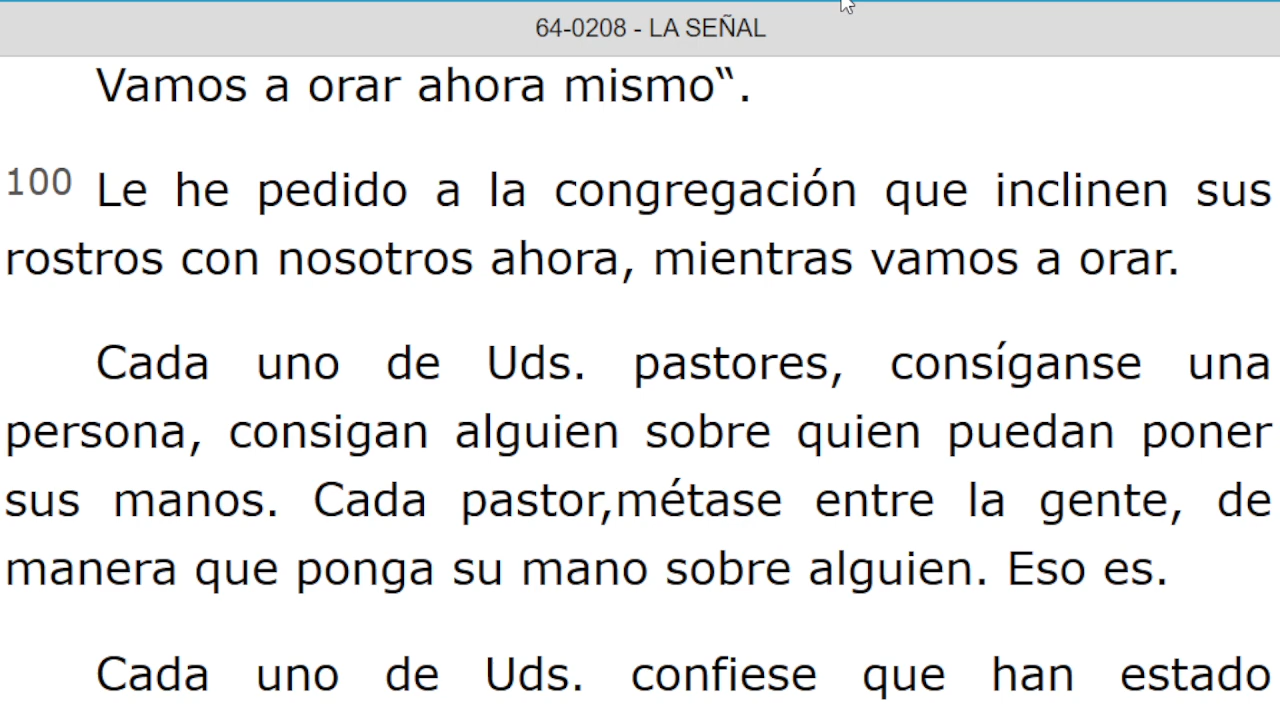 64-0208 - LA SEÑAL
Vamos a orar ahora mismo“.
100 Le he pedido a la congregación que inclinen sus
rostros con nosotros ahora, mientras vamos a orar.
Cada uno de Uds. pastores, consíganse una
persona, consigan alguien sobre quien puedan poner
sus manos. Cada pastor,métase entre la gente, de
manera que ponga su mano sobre alguien. Eso es.
Cada uno de Uds. confiese que han estado